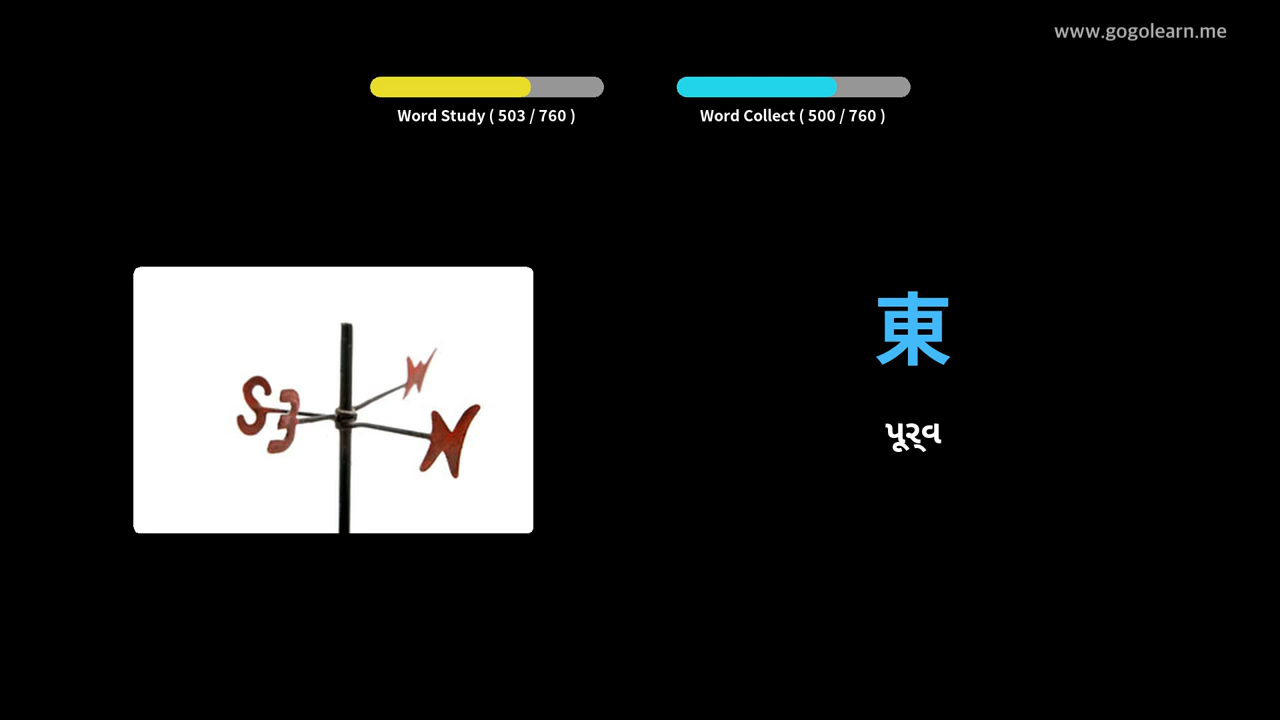 www.gogolearn.me
Word Study ( 503 / 760 )
Word Collect ( 500 / 760 )
S E N N
東
પૂર્વ